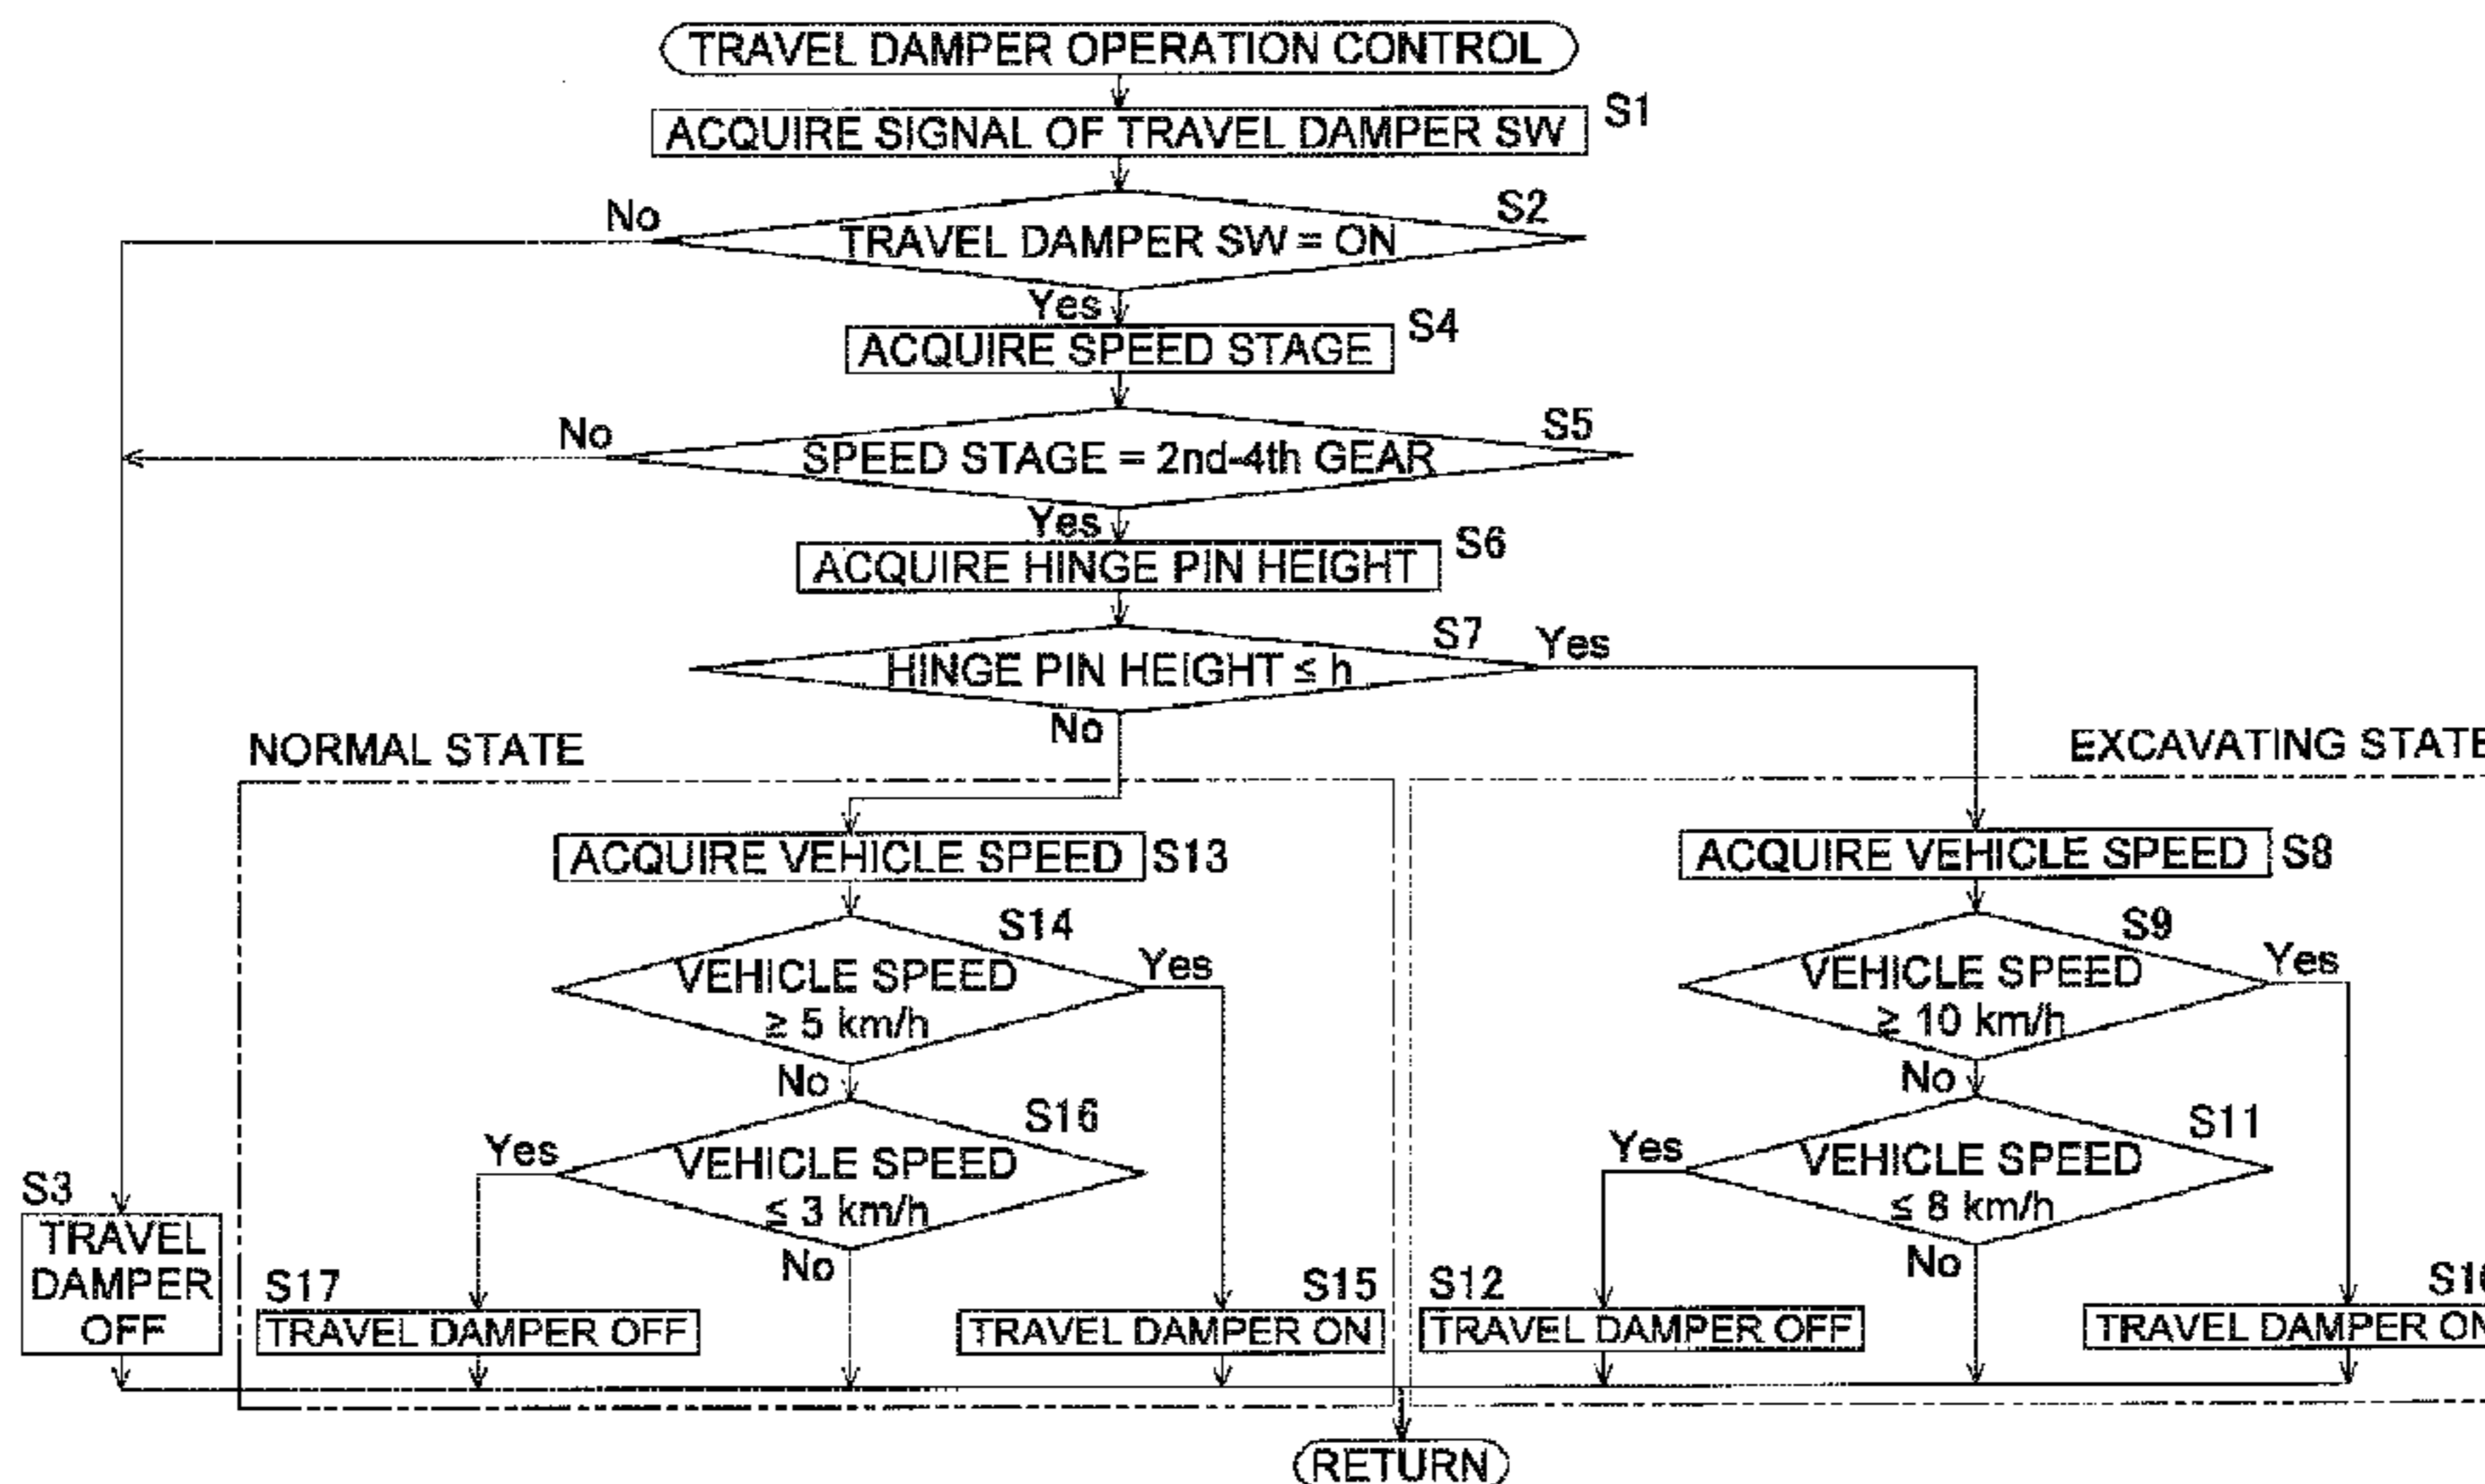 TRAVEL DAMPER OPERATION CONTROL
S1
ACQUIRE SIGNAL OF TRAVEL DAMPER SW
No
S2
TRAVEL DAMPER SW = ON
Yes
S4
ACQUIRE SPEED STAGE
No
S5
SPEED STAGE = 2nd-4th GEAR
Yes
S6
ACQUIRE HINGE PIN HEIGHT
S7
Yes
HINGE PIN HEIGHT ≤ h
No
NORMAL STATE
EXCAVATING STATE
ACQUIRE VEHICLE SPEED
S13
ACQUIRE VEHICLE SPEED
S8
S14
VEHICLE SPEED
≥ 5 km/h
Yes
No
S9
VEHICLE SPEED
≥ 10 km/h
Yes
No
S16
Yes
VEHICLE SPEED
≤ 3 km/h
No
S11
Yes
VEHICLE SPEED
≤ 8 km/h
No
S3
TRAVEL
DAMPER
OFF
S17
TRAVEL DAMPER OFF
S15
TRAVEL DAMPER ON
S12
TRAVEL DAMPER OFF
S10
TRAVEL DAMPER ON
RETURN